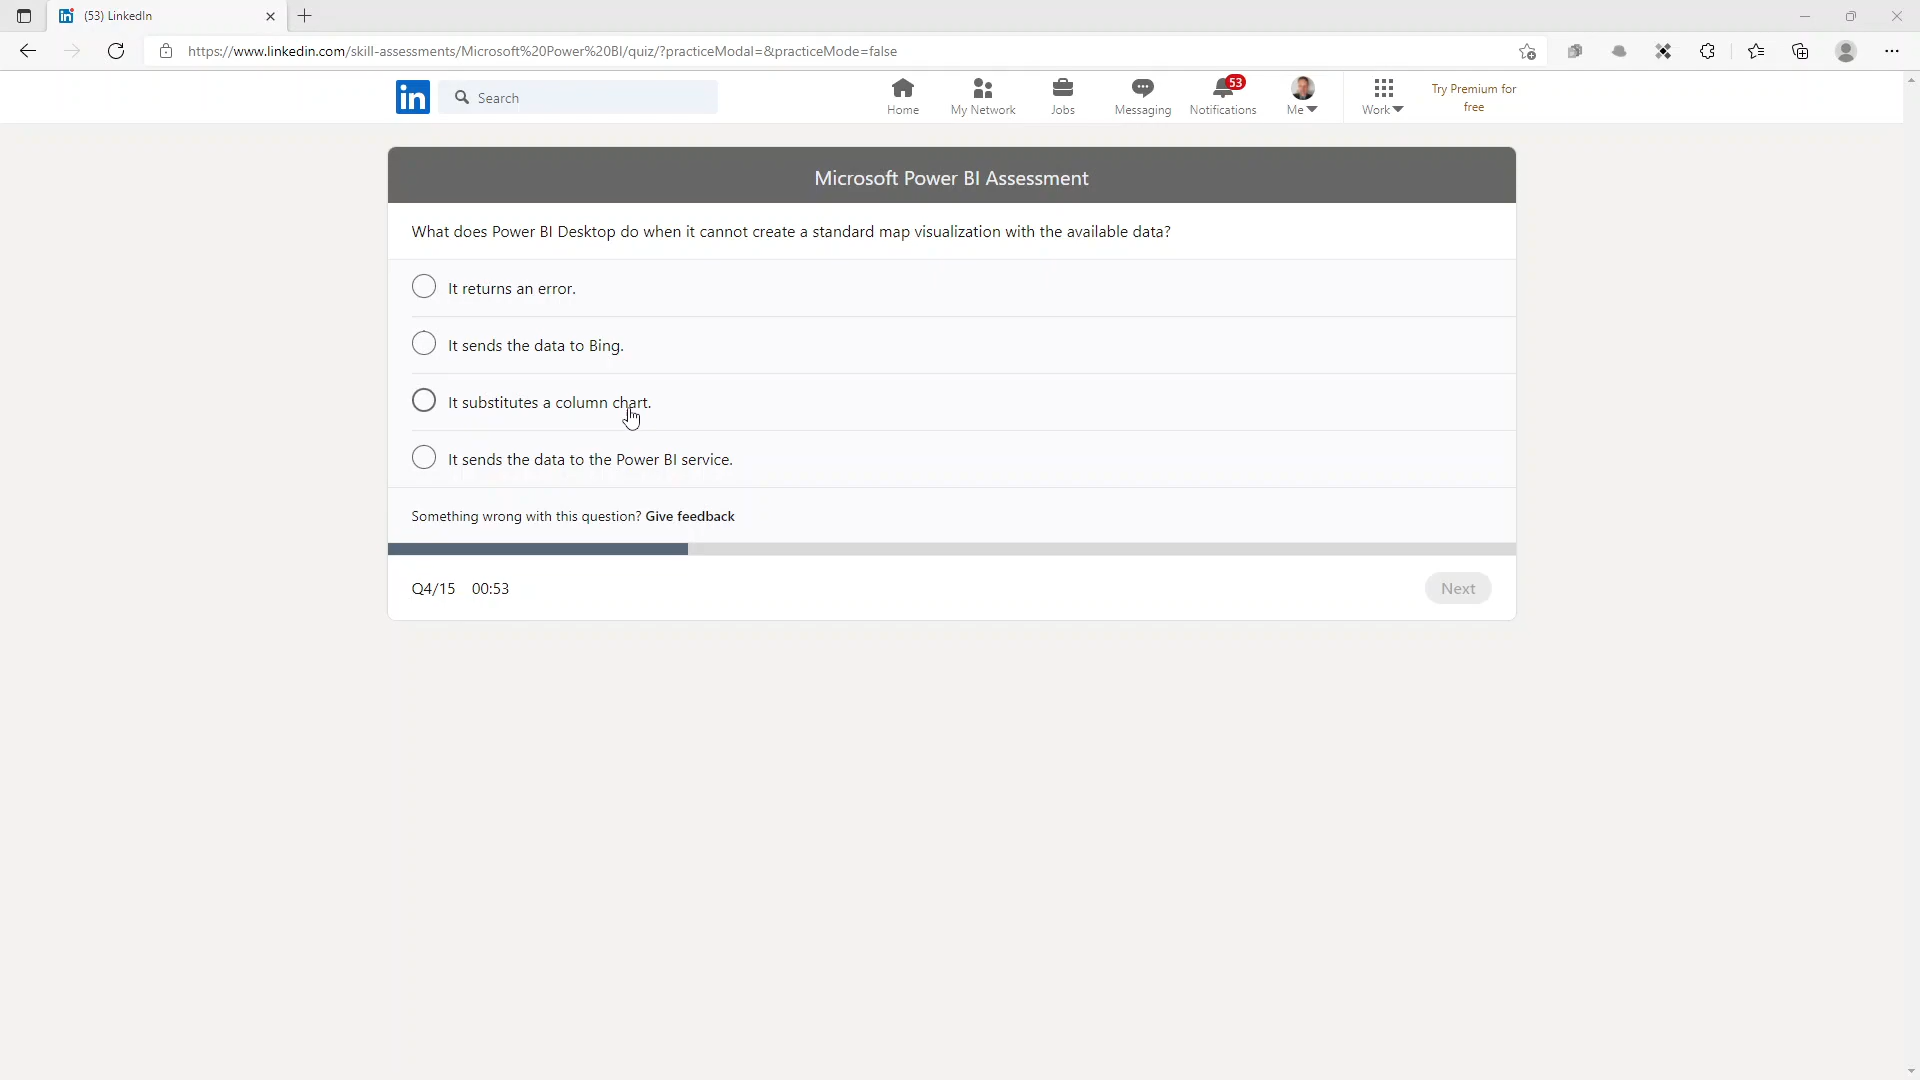 (53) LinkedIn
https://www.linkedin.com/skill-assessments/Microsoft%20Power%20BI/quiz/?practiceModal=&practiceMode=false
in
Search
Home
My Network
Jobs
Messaging
53
Notifications
Me
Work
Try Premium for
free
Microsoft Power BI Assessment
What does Power BI Desktop do when it cannot create a standard map visualization with the available data?
It returns an error.
It sends the data to Bing.
It substitutes a column chart.
It sends the data to the Power BI service.
Something wrong with this question? Give feedback
Q4/15 00:53
Next